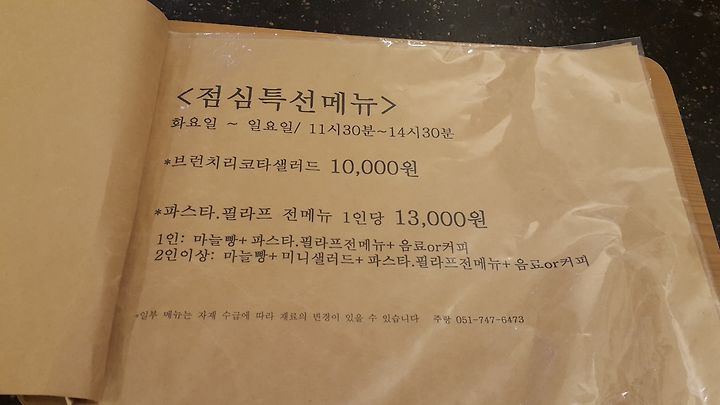 <점심특선메뉴>
화요일 ~ 일요일/ 11시30분~14시30분
*브런치리코타샐러드 10,000원
*파스타.필라프 전메뉴 1인당 13,000원
1인: 마늘빵+파스타.필라프전메뉴+음료or커피
2인이상: 마늘빵+미니샐러드+파스타.필라프전메뉴+음료or커피
*일부 메뉴는 자재 수급에 따라 재료의 변경이 있을 수 있습니다 주방 051-747-6473